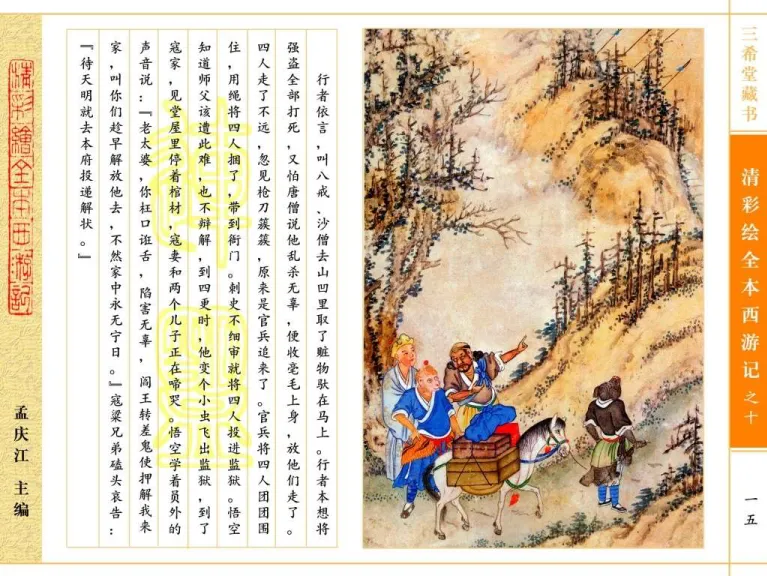 三希堂藏书
清彩绘全本西游记之十
一五
行者依言，叫八戒、沙僧去山凹里取了赃物驮在马上。行者本想将
强盗全部打死，又怕唐僧说他乱杀无辜，便收毫毛上身，放他们走了。
四人走了不远，忽见枪刀簇簇，原来是官兵追来了。官兵将四人团团围
住，用绳将四人捆了，带到衙门。刺史不细审就将四人投进监狱。悟空
知道师父该遭此难，也不辩解，到四更时，他变个小虫飞出监狱，到了
寇家，见堂屋里停着棺材，寇妻和两个儿子正在啼哭。悟空学着员外的
声音说：『老太婆，你枉口诳舌，陷害无辜，阎王转差鬼使押解我来
家，叫你们趁早解放他去，不然家中永无宁日。』寇梁兄弟磕头哀告：
『待天明就去本府投递解状。』
清彩繪全本西游記
孟庆江 主编